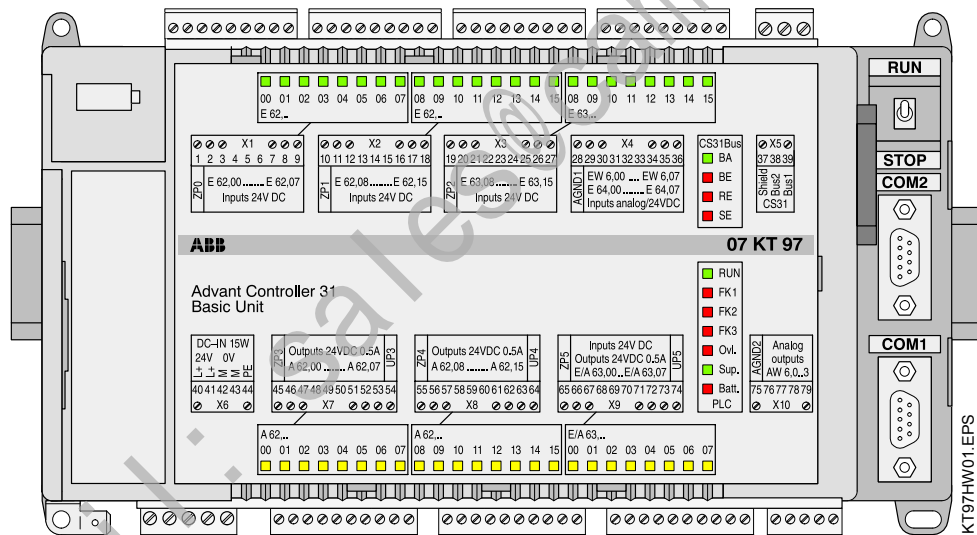 RUN
STOP
COM2
COM1
00 01 02 03 04 05 06 07
E 62,..
08 09 10 11 12 13 14 15
E 62,..
08 09 10 11 12 13 14 15
E 63,..
X1
1 2 3 4 5 6 7 8 9
ZP0
E 62,00.......E 62,07
Inputs 24V DC
X2
10 11 12 13 14 15 16 17 18
ZP1
E 62,08.......E 62,15
Inputs 24V DC
X3
19 20 21 22 23 24 25 26 27
ZP2
E 63,08.......E 63,15
Inputs 24V DC
X4
28 29 30 31 32 33 34 35 36
AGND1
EW 6,00 .... EW 6,07
E 64,00 ....... E 64,07
Inputs analog/24VDC
CS31Bus
BA
BE
RE
SE
X5
37 38 39
Shield
Bus2
Bus1
CS31
ABB
07 KT 97
Advant Controller 31
Basic Unit
RUN
FK1
FK2
FK3
Ovl.
Sup.
Batt.
PLC
DC–IN 15W
24V 0V
L+ L+ M M PE
40 41 42 43 44
X6
ZP3
Outputs 24VDC 0.5A
A 62,00....... A 62,07
UP3
45 46 47 48 49 50 51 52 53 54
X7
ZP4
Outputs 24VDC 0.5A
A 62,08 ........ A 62,15
UP4
55 56 57 58 59 60 61 62 63 64
X8
ZP5
Inputs 24V DC
Outputs 24VDC 0.5A
E/A 63,00..E/A 63,07
UP5
65 66 67 68 69 70 71 72 73 74
X9
AGND2
Analog
outputs
AW 6,0..3
75 76 77 78 79
X10
A 62,..
00 01 02 03 04 05 06 07
A 62,..
08 09 10 11 12 13 14 15
E/A 63,..
00 01 02 03 04 05 06 07
KT97HW01.EPS
il: sales@cam